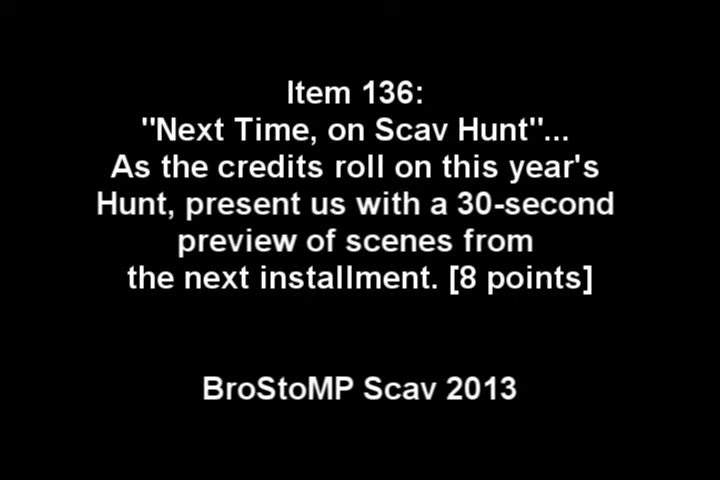 Item 136:
"Next Time, on Scav Hunt"...
As the credits roll on this year's
Hunt, present us with a 30-second
preview of scenes from
the next installment. [8 points]
BroStoMP Scav 2013